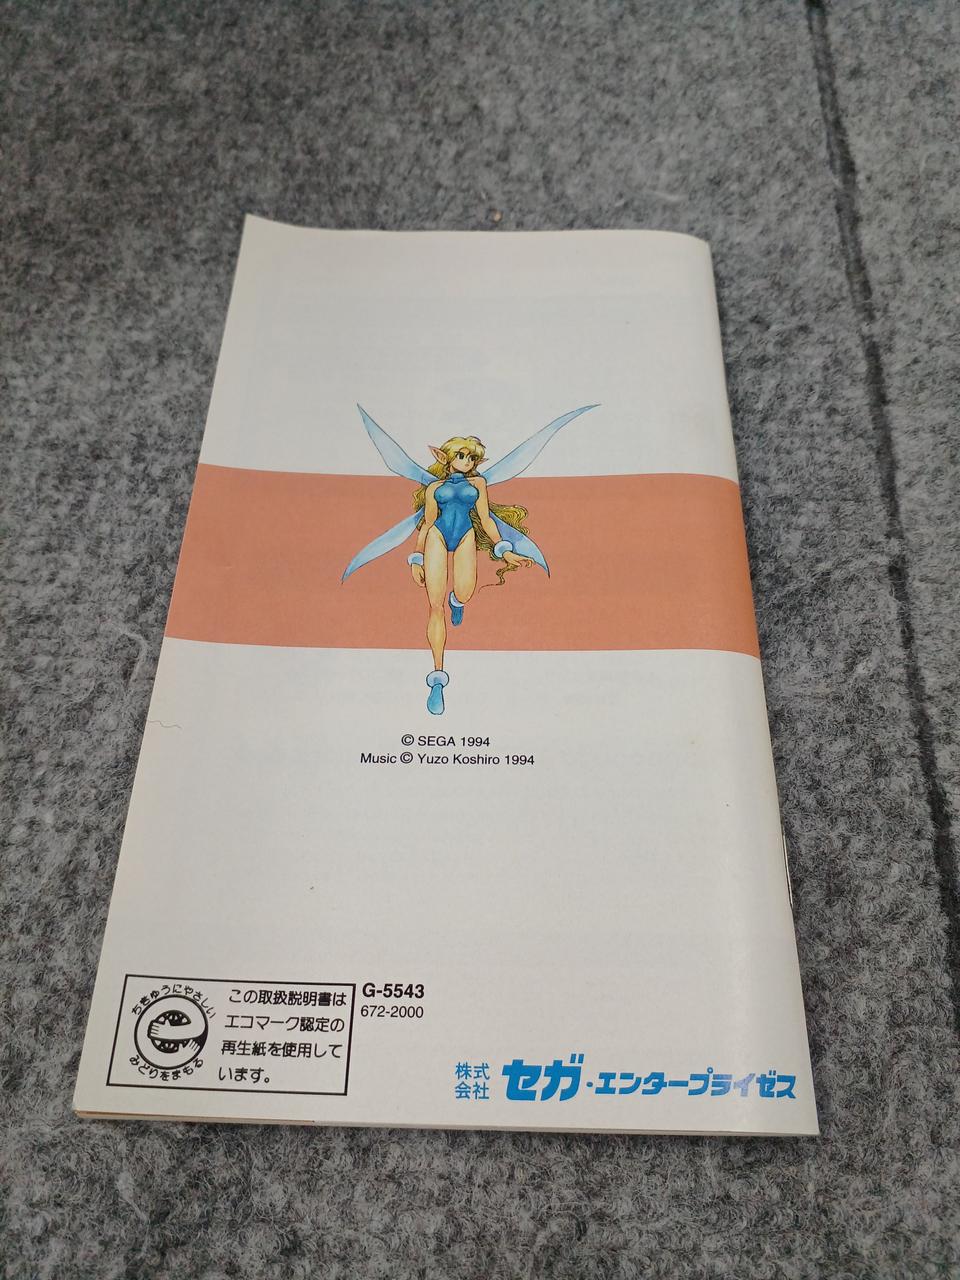 © SEGA 1994
Music © Yuzo Koshiro 1994
ちきゅうにやさしい
e
みどりをまもる
この取扱説明書は
エコマーク認定の
再生紙を使用して
います。
G-5543
672-2000
株式
会社
セガ・エンタープライゼス